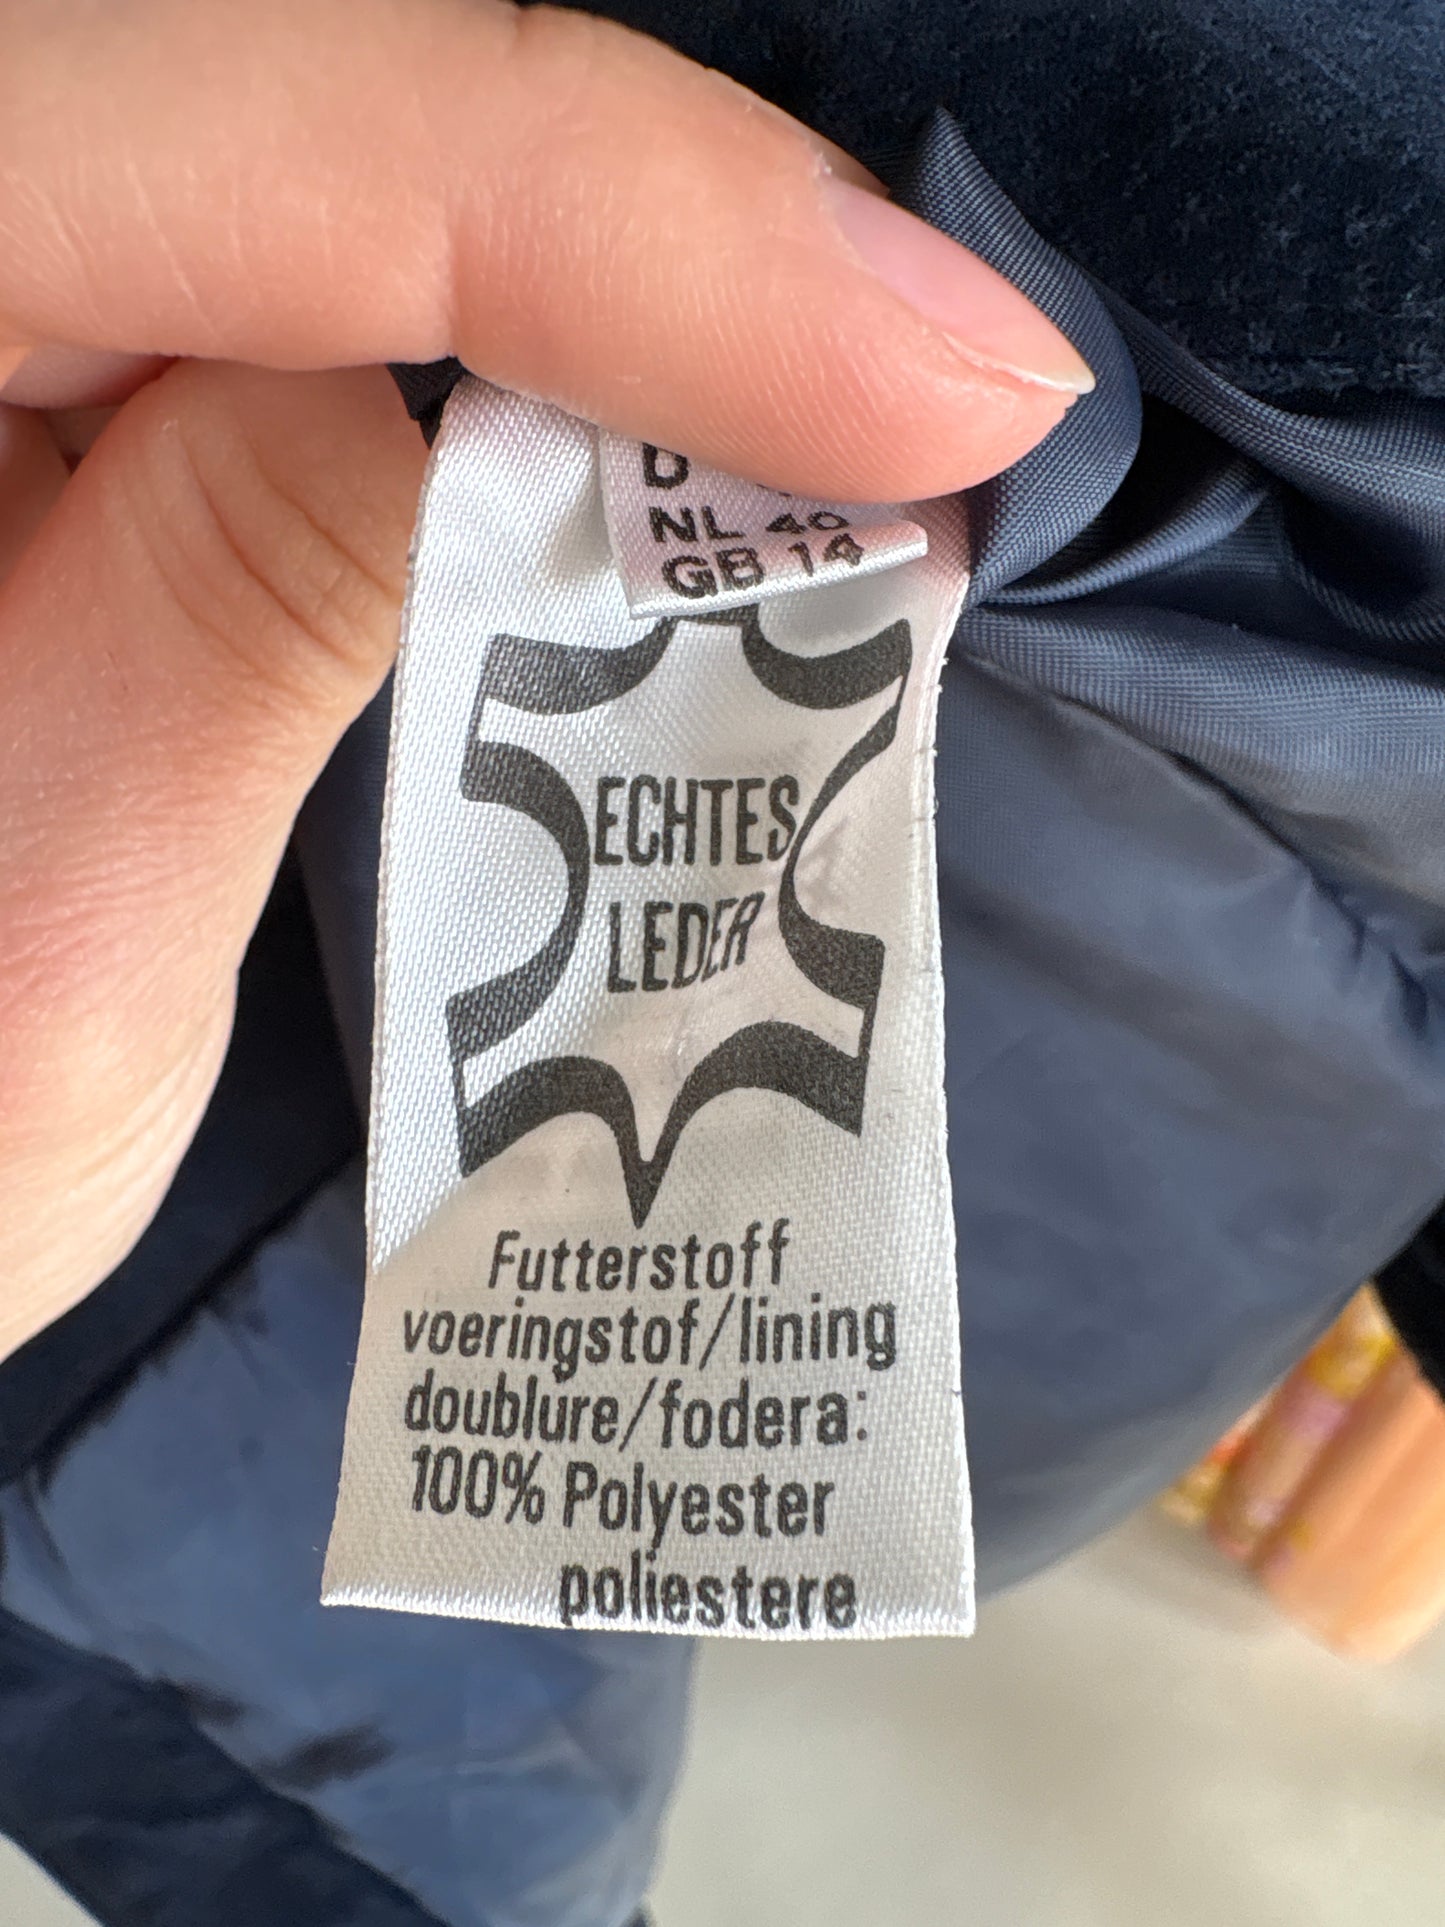 D
NL 40
GB 14
ECHTES
LEDER
Futterstoff
voeringstof/lining
doublure/fodera:
100% Polyester
poliestere